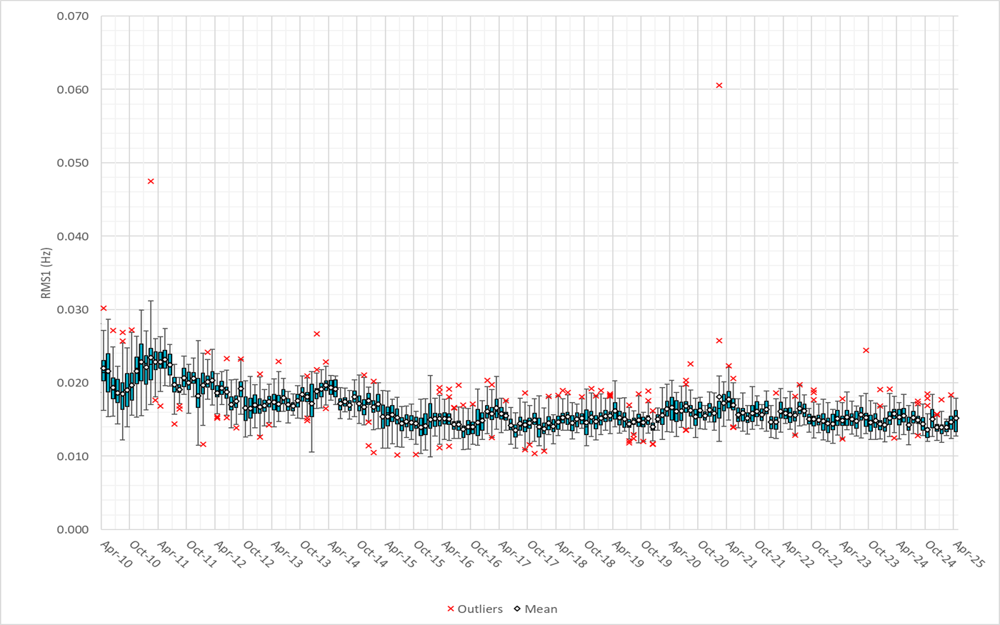 0.070
0.060
0.050
0.040
0.030
0.020
0.010
0.000
RMS1 (Hz)
Apr-10
Oct-10
Apr-11
Oct-11
Apr-12
Oct-12
Apr-13
Oct-13
Apr-14
Oct-14
Apr-15
Oct-15
Apr-16
Oct-16
Apr-17
Oct-17
Apr-18
Oct-18
Apr-19
Oct-19
Apr-20
Oct-20
Apr-21
Oct-21
Apr-22
Oct-22
Apr-23
Oct-23
Apr-24
Oct-24
Apr-25
Outliers
Mean